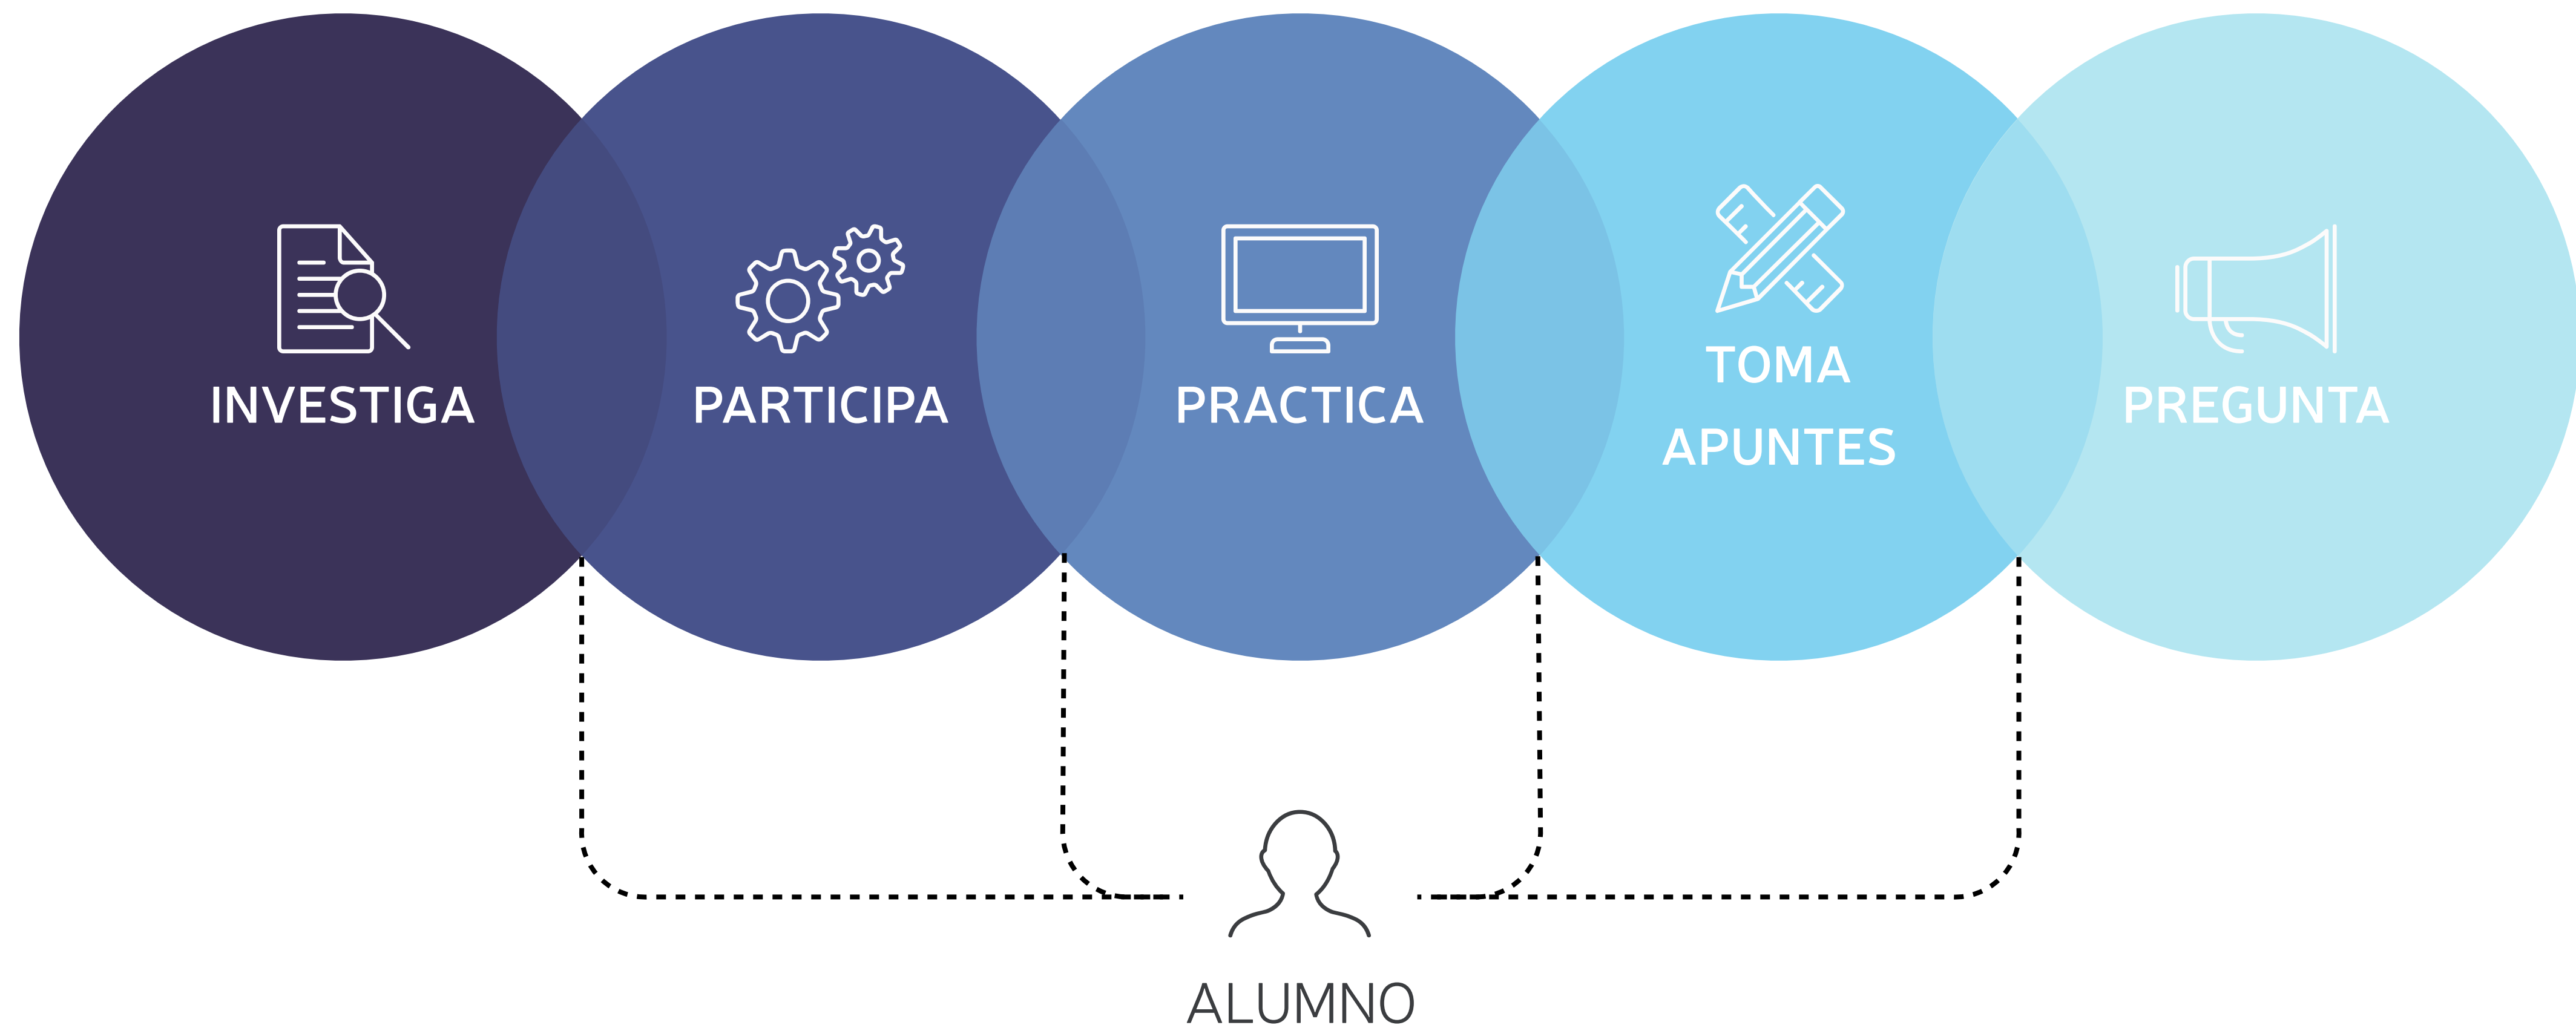 INVESTIGA
PARTICIPA
PRACTICA
TOMA
APUNTES
PREGUNTA
ALUMNO